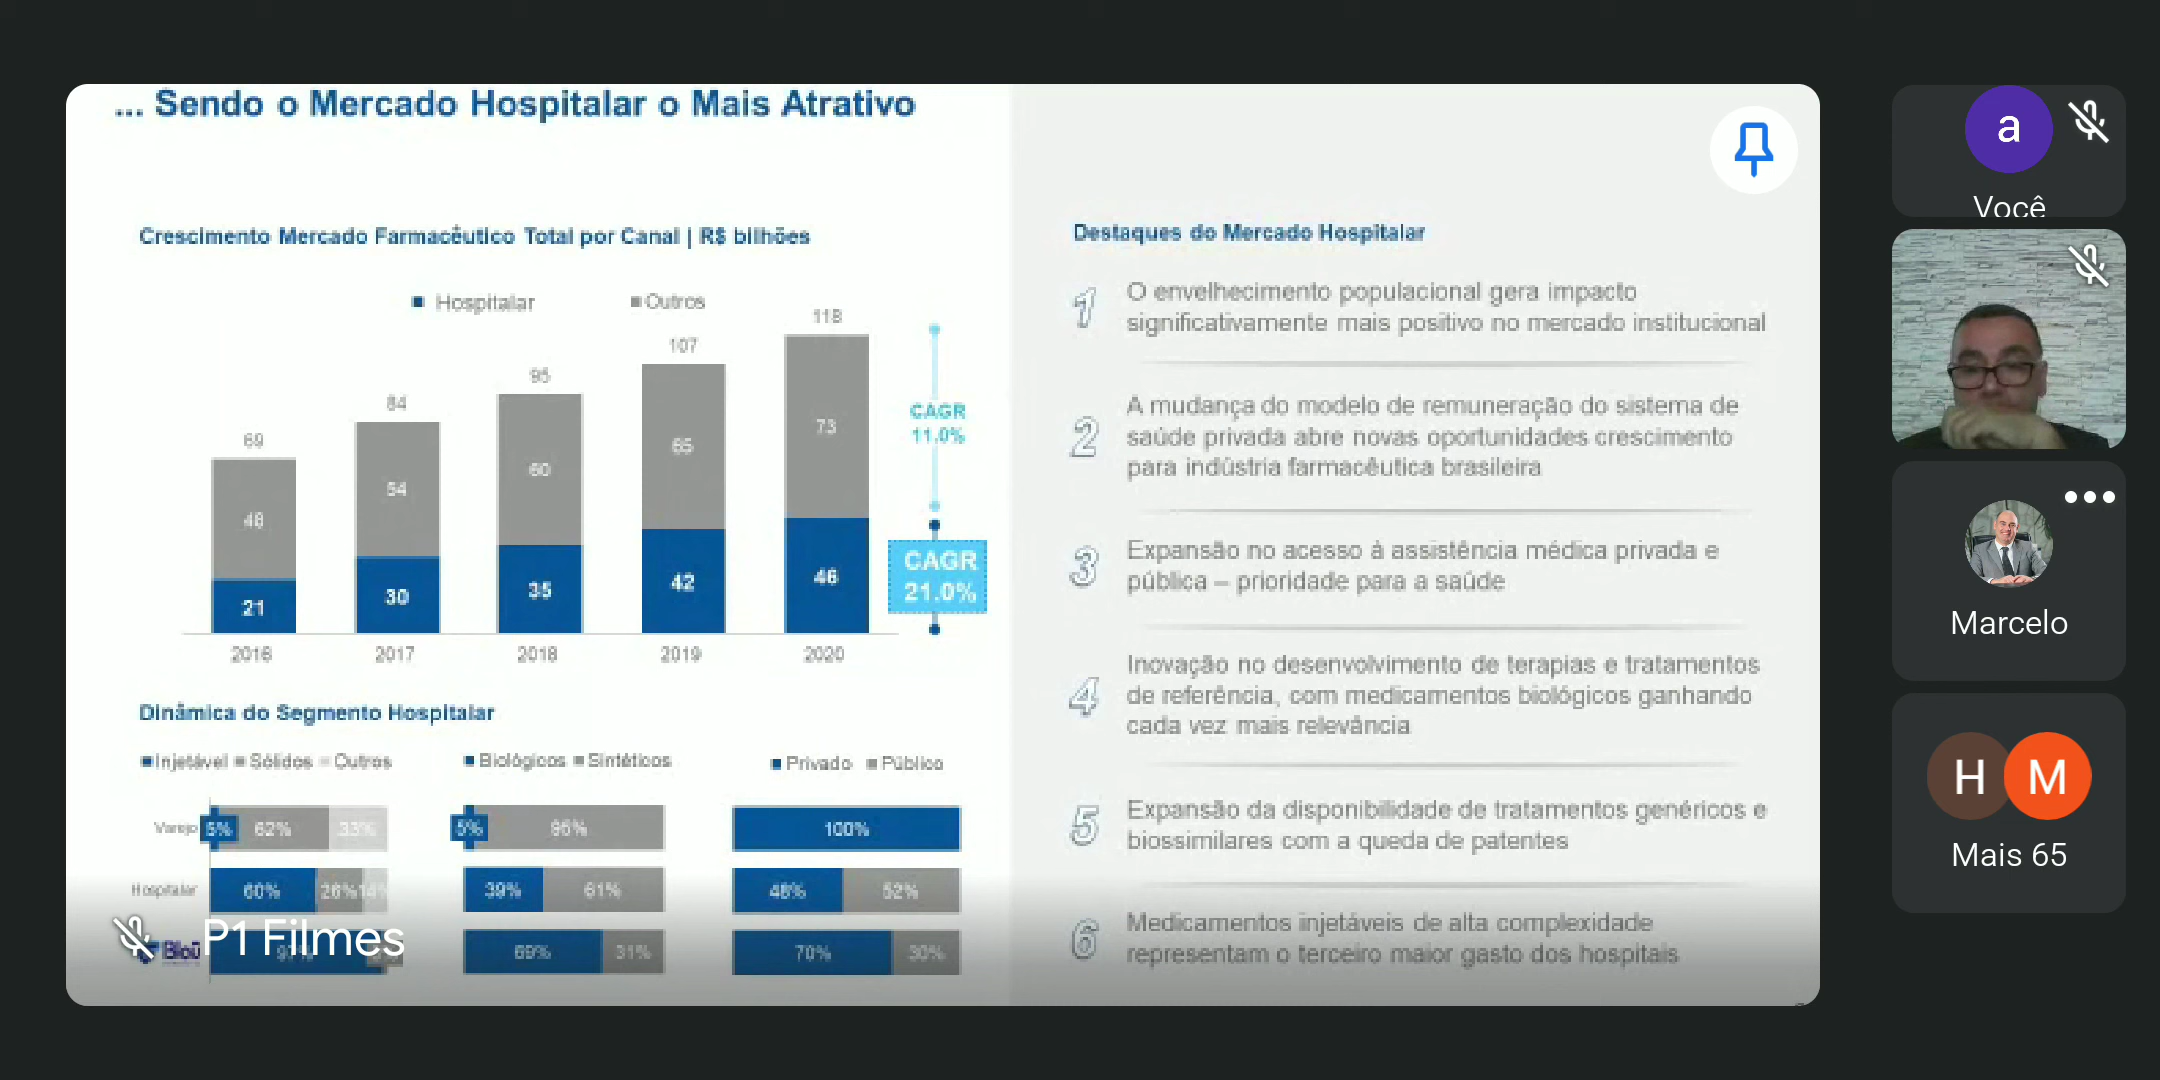 ... Sendo o Mercado Hospitalar o Mais Atrativo
Crescimento Mercado Farmacêutico Total por Canal | R$ bilhões
Hospitalar Outros
69 84 95 107 118
48 54 60 65 73
21 30 35 42 46
2016 2017 2018 2019 2020
CAGR
11.0%
CAGR
21.0%
Dinâmica do Segmento Hospitalar
Injetável Sólidos Outros
Biológicos Sintéticos
Privado Público
Varejo 5% 62% 33%
5% 95%
100%
Hospitalar 60% 26% 14%
39% 61%
48% 52%
69% 31%
70% 30%
P1 Filmes
Destaques do Mercado Hospitalar
1 O envelhecimento populacional gera impacto
significativamente mais positivo no mercado institucional
2 A mudança do modelo de remuneração do sistema de
saúde privada abre novas oportunidades crescimento
para indústria farmacêutica brasileira
3 Expansão no acesso à assistência médica privada e
pública – prioridade para a saúde
4 Inovação no desenvolvimento de terapias e tratamentos
de referência, com medicamentos biológicos ganhando
cada vez mais relevância
5 Expansão da disponibilidade de tratamentos genéricos e
biossimilares com a queda de patentes
6 Medicamentos injetáveis de alta complexidade
representam o terceiro maior gasto dos hospitais
a
Você
Marcelo
H M
Mais 65